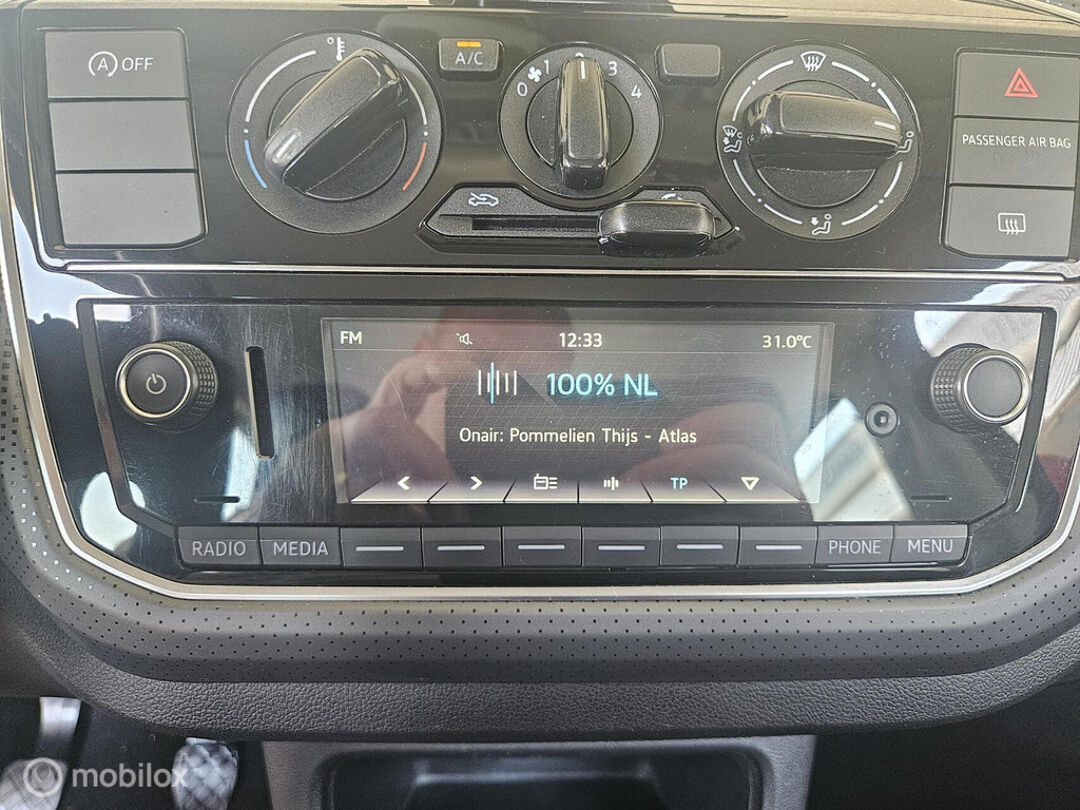 A OFF
A/C
0 1 2 3 4
PASSENGER AIR BAG
FM 12:33 31.0°C
100% NL
Onair: Pommelien Thijs - Atlas
TP
RADIO MEDIA PHONE MENU
mobilox